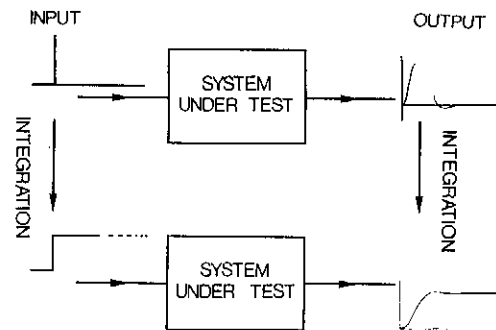 INPUT
OUTPUT
SYSTEM
UNDER TEST
INTEGRATION
INTEGRATION
SYSTEM
UNDER TEST